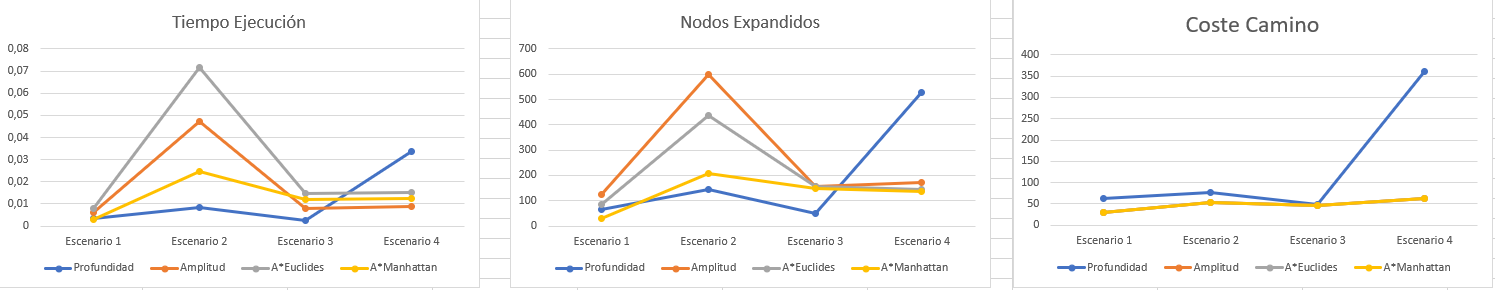 Tiempo Ejecución
0,08
0,07
0,06
0,05
0,04
0,03
0,02
0,01
0
Escenario 1 Escenario 2 Escenario 3 Escenario 4
Profundidad Amplitud A*Euclides A*Manhattan
Nodos Expandidos
700
600
500
400
300
200
100
0
Escenario 1 Escenario 2 Escenario 3 Escenario 4
Profundidad Amplitud A*Euclides A*Manhattan
Coste Camino
400
350
300
250
200
150
100
50
0
Escenario 1 Escenario 2 Escenario 3 Escenario 4
Profundidad Amplitud A*Euclides A*Manhattan